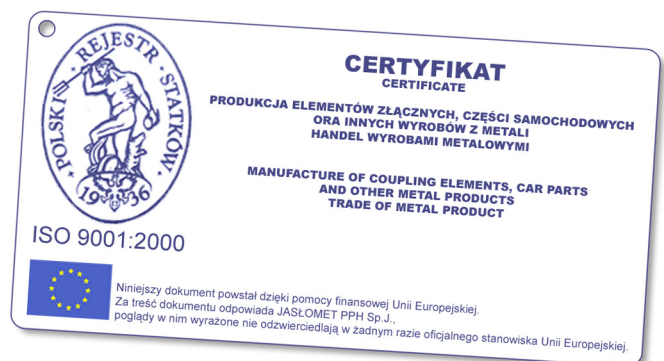 POLSKI REJESTR STATKÓW
1936
ISO 9001:2000
CERTYFIKAT
CERTIFICATE
PRODUKCJA ELEMENTÓW ZŁĄCZNYCH, CZĘŚCI SAMOCHODOWYCH
ORA INNYCH WYROBÓW Z METALI
HANDEL WYROBAMI METALOWYMI
MANUFACTURE OF COUPLING ELEMENTS, CAR PARTS
AND OTHER METAL PRODUCTS
TRADE OF METAL PRODUCT
Niniejszy dokument powstał dzięki pomocy finansowej Unii Europejskiej.
Za treść dokumentu odpowiada JASŁOMET PPH Sp.J.,
poglądy w nim wyrażone nie odzwierciedlają w żadnym razie oficjalnego stanowiska Unii Europejskiej.